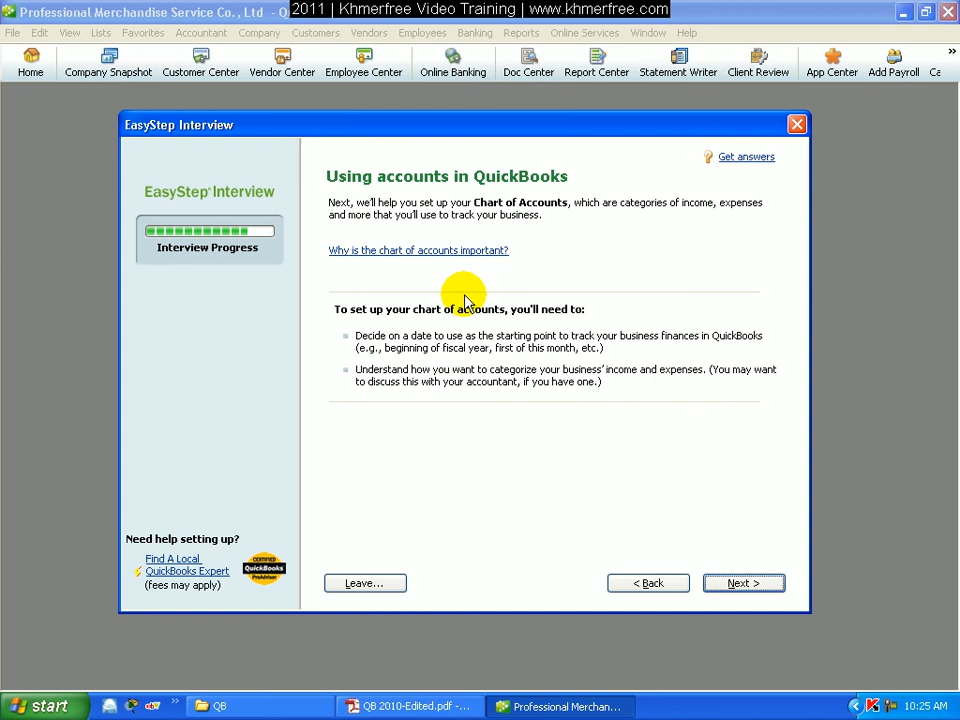 Professional Merchandise Service Co., Ltd - Q
2011 | Khmerfree Video Training | www.khmerfree.com
File Edit View Lists Favorites Accountant Company Customers Vendors Employees Banking Reports Online Services Window Help
Home Company Snapshot Customer Center Vendor Center Employee Center Online Banking Doc Center Report Center Statement Writer Client Review App Center Add Payroll Ca »
EasyStep Interview
Get answers
Using accounts in QuickBooks
EasyStep Interview
Next, we'll help you set up your Chart of Accounts, which are categories of income, expenses
and more that you'll use to track your business.
Interview Progress
Why is the chart of accounts important?
To set up your chart of accounts, you'll need to:
Decide on a date to use as the starting point to track your business finances in QuickBooks
(e.g., beginning of fiscal year, first of this month, etc.)
Understand how you want to categorize your business' income and expenses. (You may want
to discuss this with your accountant, if you have one.)
Need help setting up?
Find A Local
QuickBooks Expert
(fees may apply)
CERTIFIED
QuickBooks
ProAdvisor
Leave...
< Back
Next >
start
QB
QB 2010-Edited.pdf -...
Professional Merchan...
10:25 AM